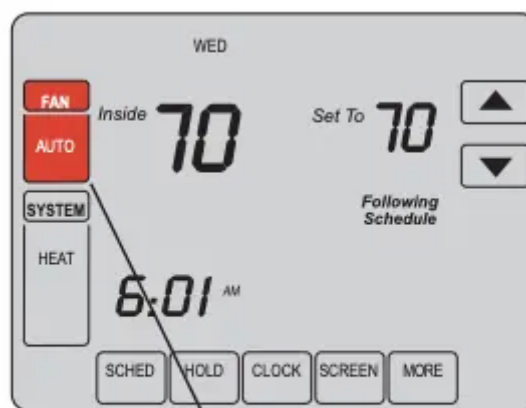 WED
FAN
AUTO
Inside 70
Set To 70
Following
Schedule
SYSTEM
HEAT
6:01 AM
SCHED HOLD CLOCK SCREEN MORE